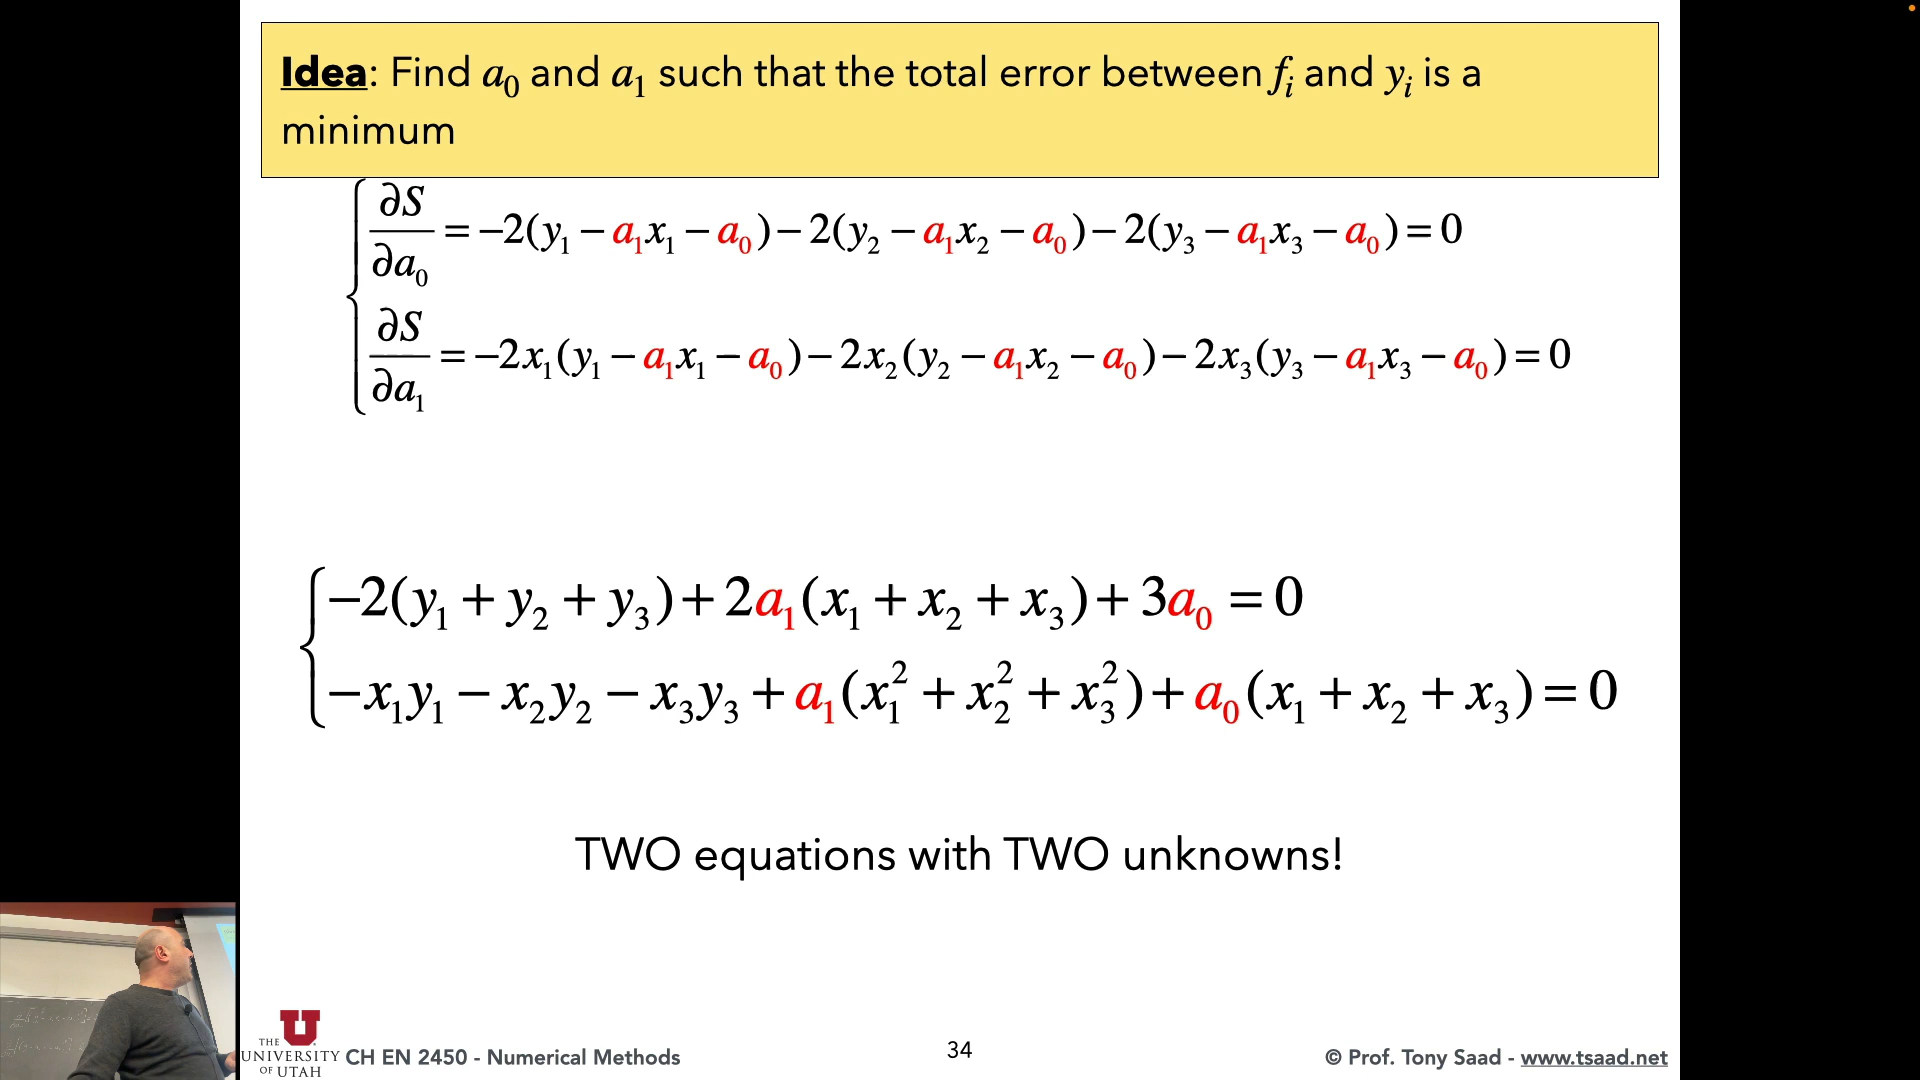 Idea: Find a₀ and a₁ such that the total error between fᵢ and yᵢ is a
minimum
∂S/∂a₀ = −2(y₁ − a₁x₁ − a₀) − 2(y₂ − a₁x₂ − a₀) − 2(y₃ − a₁x₃ − a₀) = 0
∂S/∂a₁ = −2x₁(y₁ − a₁x₁ − a₀) − 2x₂(y₂ − a₁x₂ − a₀) − 2x₃(y₃ − a₁x₃ − a₀) = 0
−2(y₁ + y₂ + y₃) + 2a₁(x₁ + x₂ + x₃) + 3a₀ = 0
−x₁y₁ − x₂y₂ − x₃y₃ + a₁(x₁² + x₂² + x₃²) + a₀(x₁ + x₂ + x₃) = 0
TWO equations with TWO unknowns!
THE
UNIVERSITY
OF UTAH
CH EN 2450 - Numerical Methods
34
© Prof. Tony Saad - www.tsaad.net